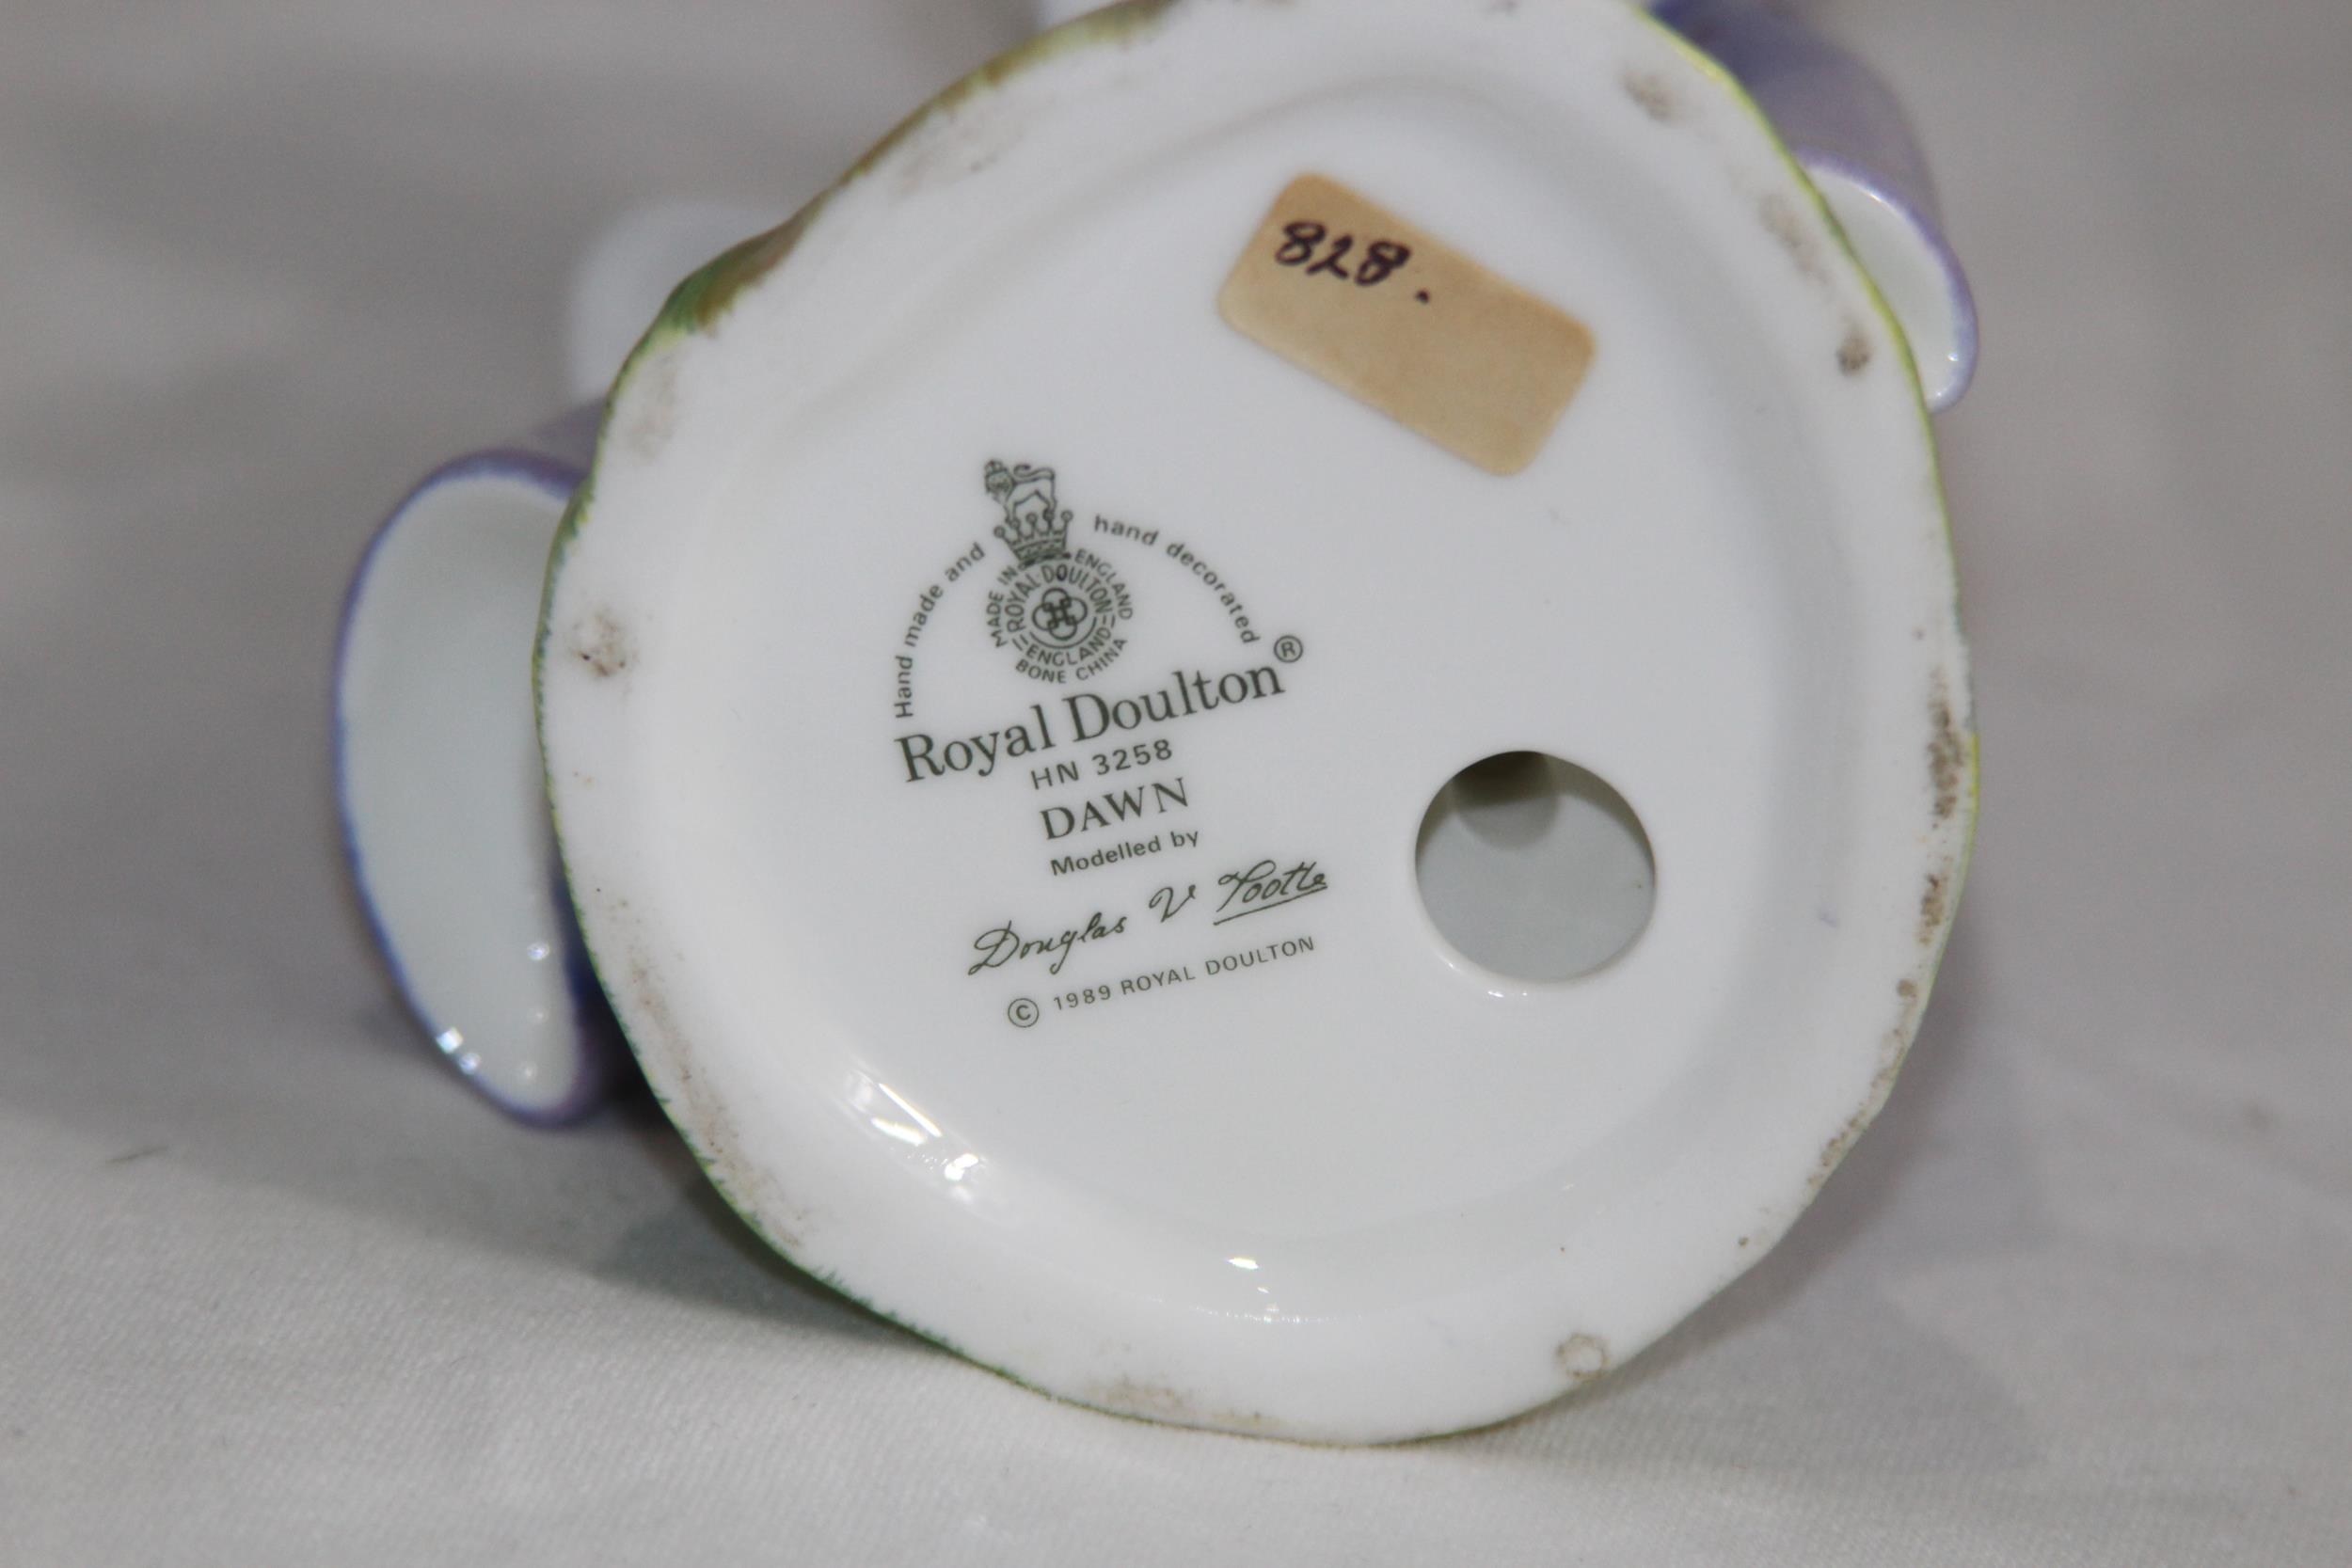 828.
Hand made and hand decorated
MADE IN ENGLAND
ROYAL DOULTON
ENGLAND
BONE CHINA
Royal Doulton®
HN 3258
DAWN
Modelled by
Douglas V Tootle
© 1989 ROYAL DOULTON